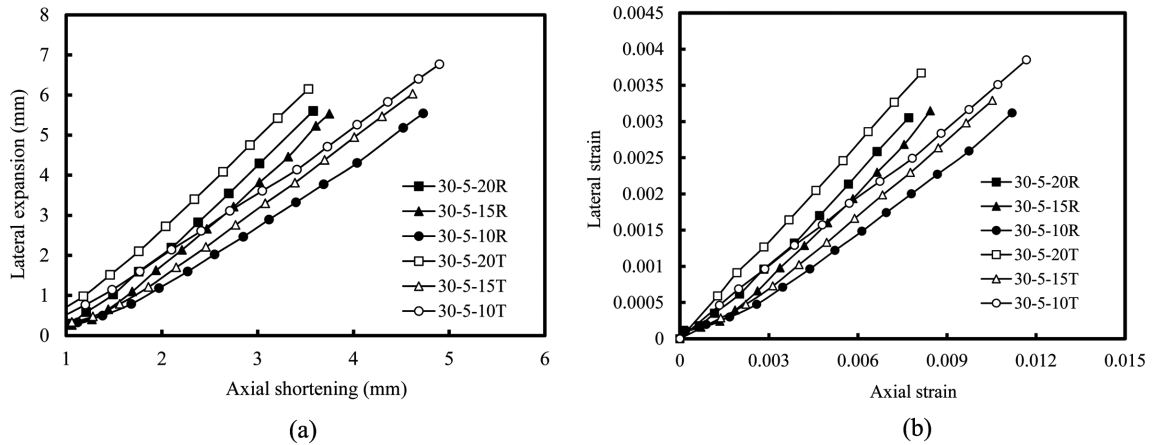 8
7
6
5
4
3
2
1
0
Lateral expansion (mm)
1 2 3 4 5 6
Axial shortening (mm)
30-5-20R
30-5-15R
30-5-10R
30-5-20T
30-5-15T
30-5-10T
(a)
0.0045
0.004
0.0035
0.003
0.0025
0.002
0.0015
0.001
0.0005
0
Lateral strain
0 0.003 0.006 0.009 0.012 0.015
Axial strain
30-5-20R
30-5-15R
30-5-10R
30-5-20T
30-5-15T
30-5-10T
(b)